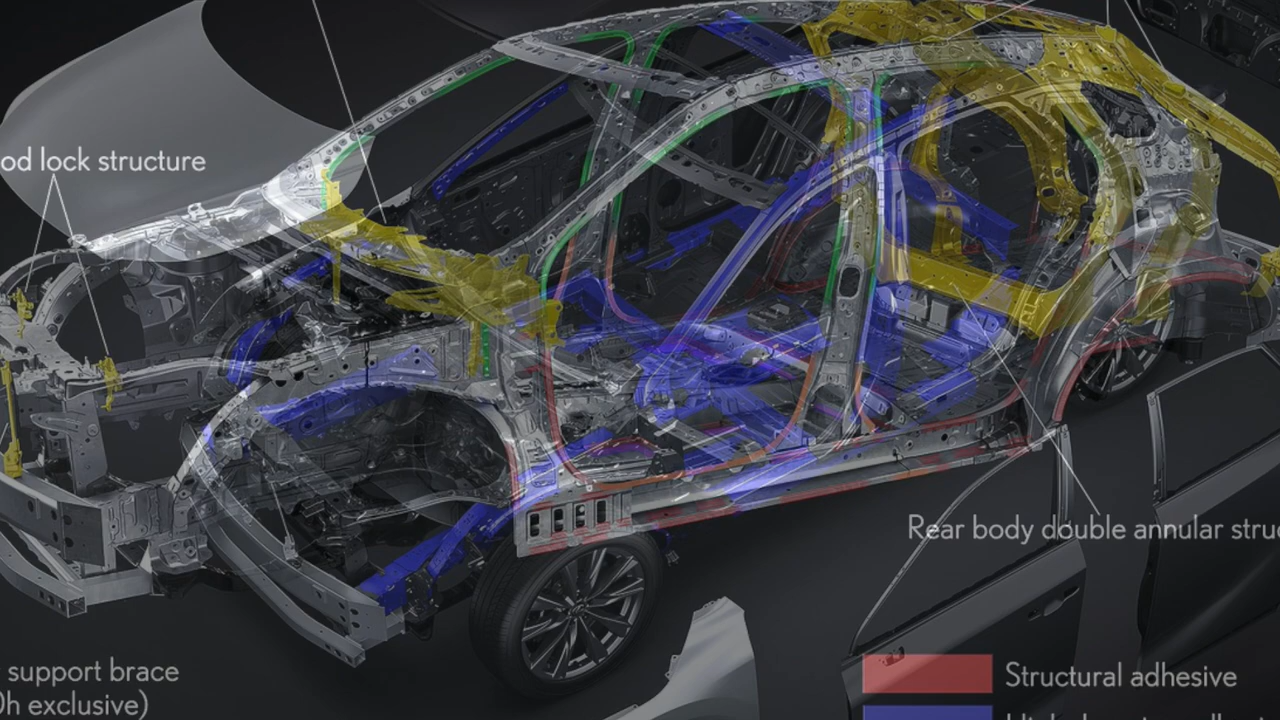 od lock structure
Rear body double annular stru
support brace
0h exclusive)
Structural adhesive